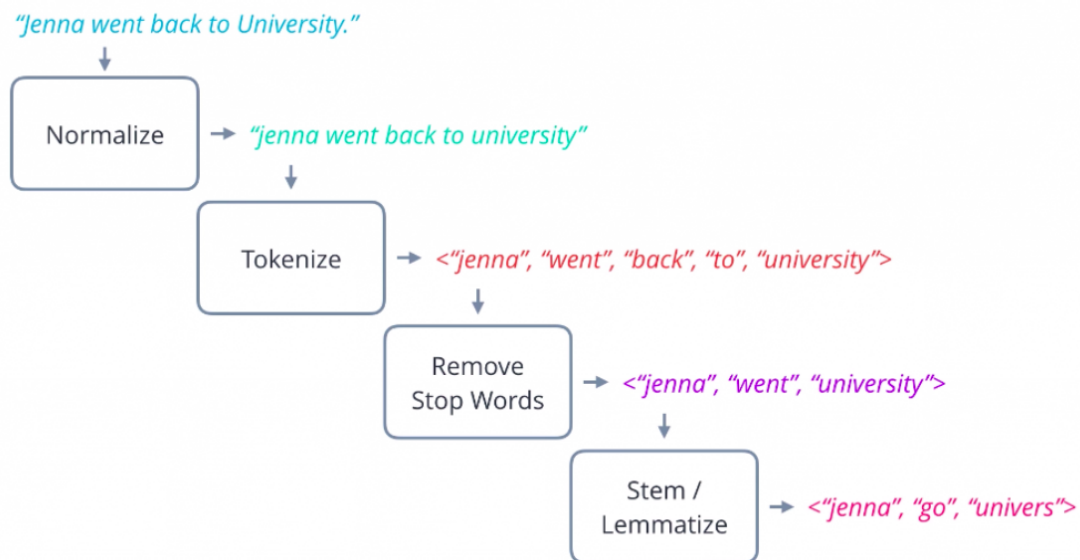 “Jenna went back to University.”
Normalize
“jenna went back to university”
Tokenize
<“jenna”, “went”, “back”, “to”, “university”>
Remove
Stop Words
<“jenna”, “went”, “university”>
Stem /
Lemmatize
<“jenna”, “go”, “univers”>